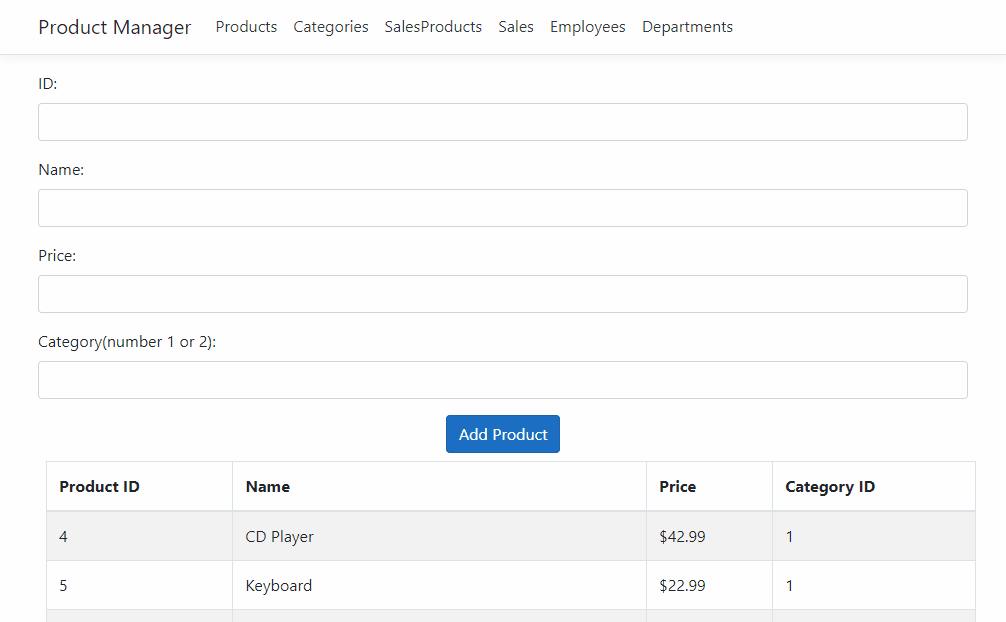 Product Manager Products Categories SalesProducts Sales Employees Departments
ID:
Name:
Price:
Category(number 1 or 2):
Add Product
Product ID Name Price Category ID
4 CD Player $42.99 1
5 Keyboard $22.99 1